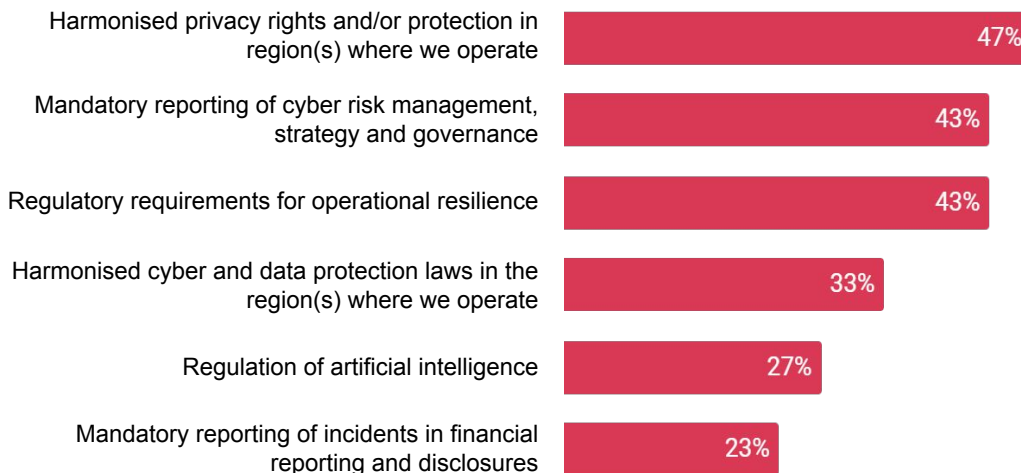 Harmonised privacy rights and/or protection in
region(s) where we operate
47%
Mandatory reporting of cyber risk management,
strategy and governance
43%
Regulatory requirements for operational resilience
43%
Harmonised cyber and data protection laws in the
region(s) where we operate
33%
Regulation of artificial intelligence
27%
Mandatory reporting of incidents in financial
reporting and disclosures
23%